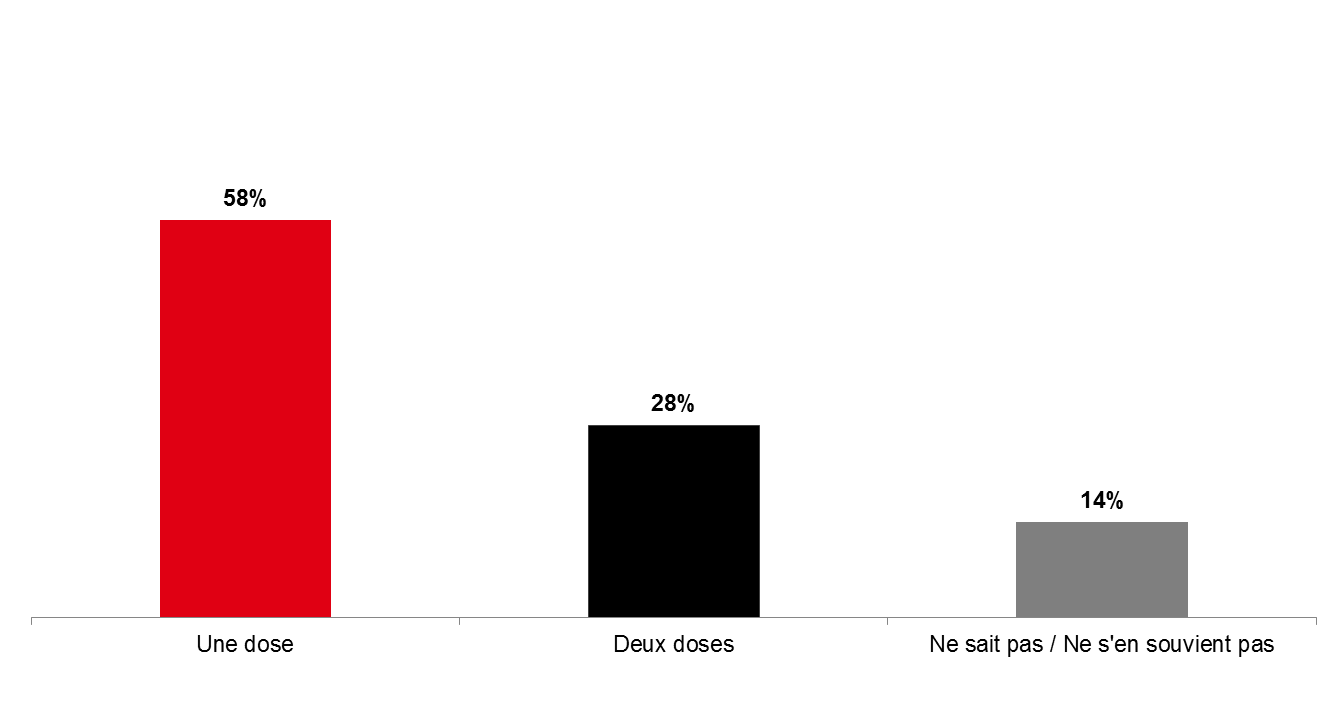 58%
28%
14%
Une dose
Deux doses
Ne sait pas / Ne s'en souvient pas